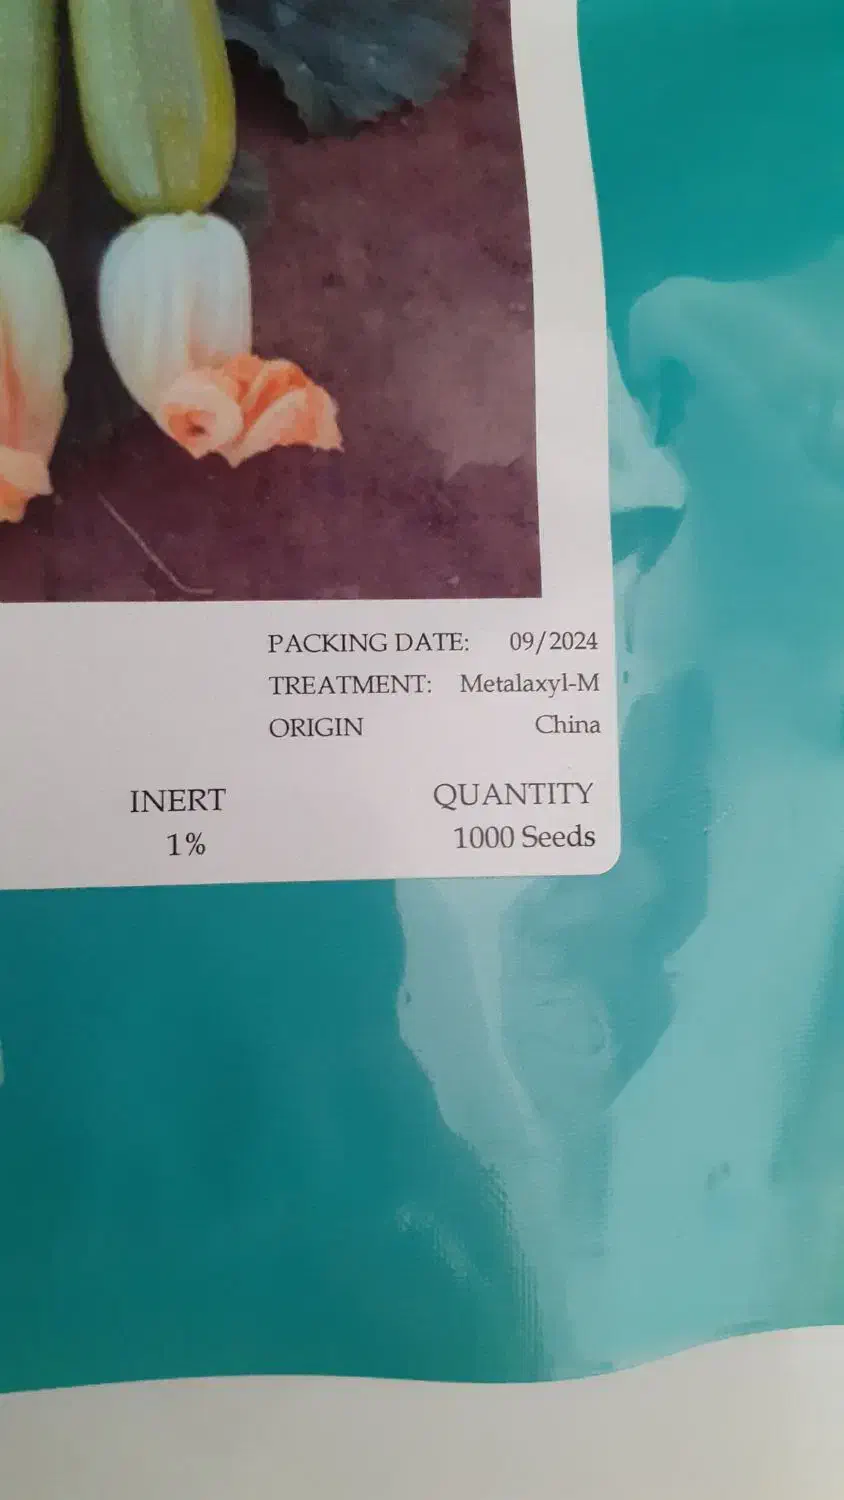 PACKING DATE: 09/2024
TREATMENT: Metalaxyl-M
ORIGIN China
INERT QUANTITY
1% 1000 Seeds